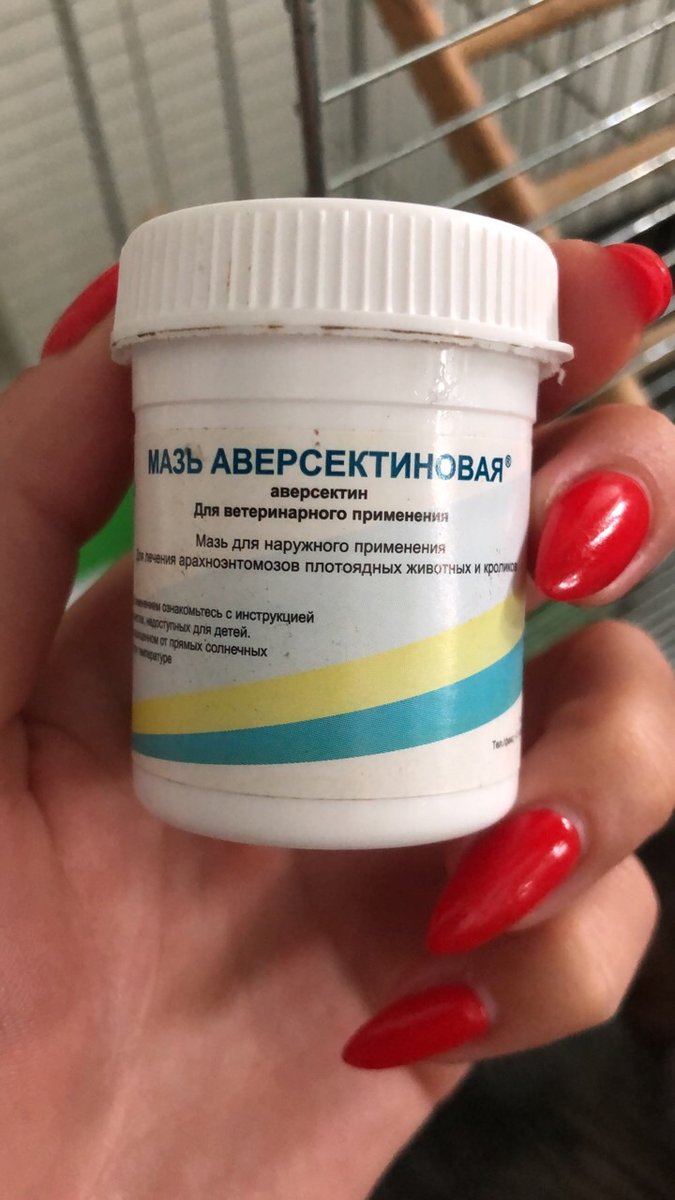 МАЗЬ АВЕРСЕКТИНОВАЯ®
аверсектин
Для ветеринарного применения
Мазь для наружного применения
Для лечения арахноэнтомозов плотоядных животных и кроликов
ознакомьтесь с инструкцией
недоступных для детей.
от прямых солнечных
температуре